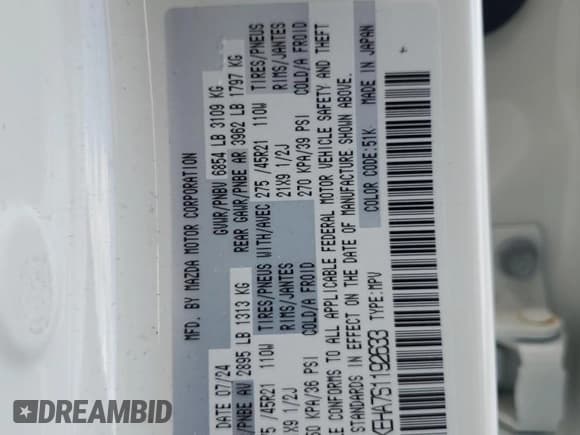 MFD. BY MAZDA MOTOR CORPORATION
DATE 07/24 GVWR/PNBV 6854 LB 3109 KG
/PNBE AV 2895 LB 1313 KG REAR GAWR/PNBE AR 3962 LB 1797 KG
TIRES/PNEUS WITH/AVEC 275 /45R21 110W TIRES/PNEUS
/45R21 110W RIMS/JANTES 21X9 1/2J RIMS/JANTES
X9 1/2J COLD/A FROID 270 KPA/39 PSI COLD/A FROID
KPA/36 PSI
CONFORMS TO ALL APPLICABLE FEDERAL MOTOR VEHICLE SAFETY AND THEFT
STANDARDS IN EFFECT ON THE DATE OF MANUFACTURE SHOWN ABOVE.
KEHA7S1192633 TYPE:MPV COLOR CODE:51K MADE IN JAPAN
DREAMBID